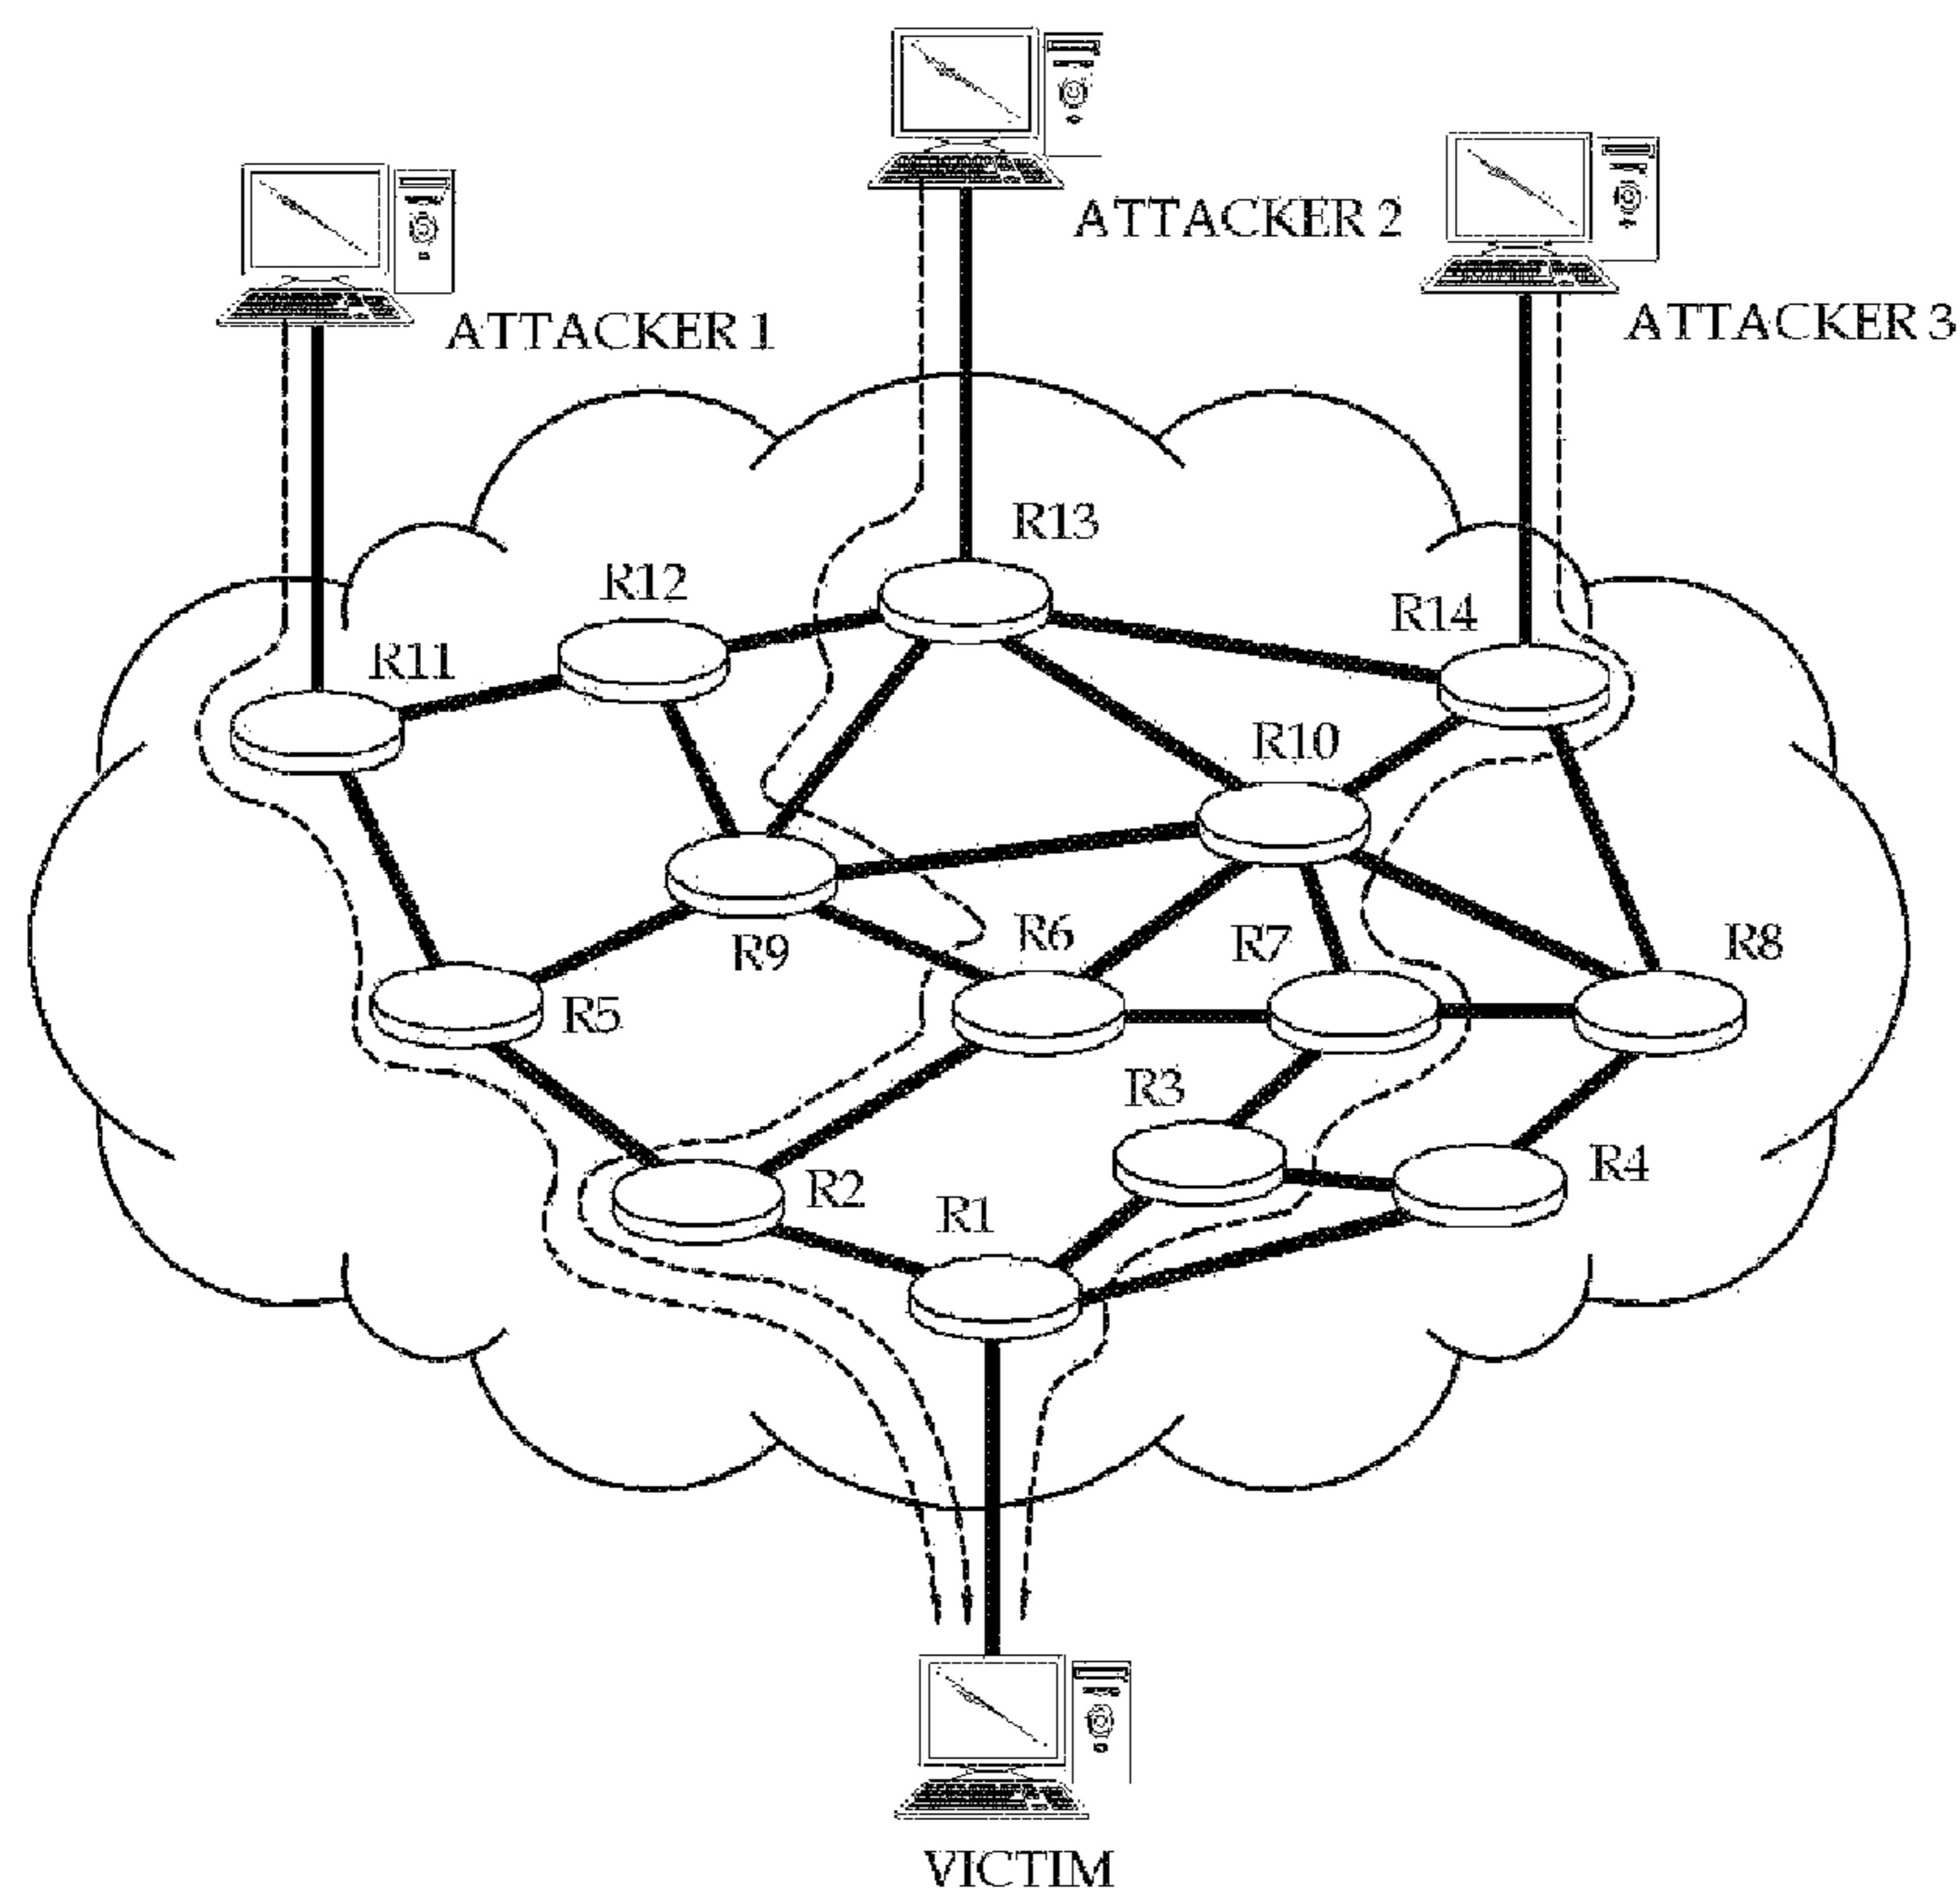 ATTACKER 2
ATTACKER 1
ATTACKER 3
R13
R12
R14
R11
R10
R9
R6
R7
R8
R5
R3
R2
R1
R4
VICTIM